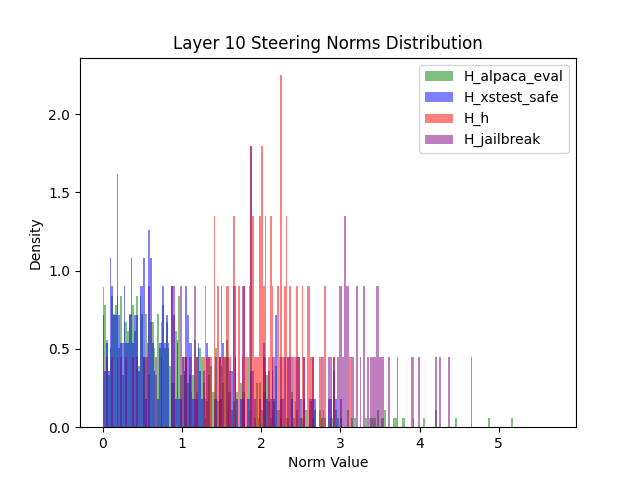 Layer 10 Steering Norms Distribution
H_alpaca_eval
H_xstest_safe
H_h
H_jailbreak
Density
2.0
1.5
1.0
0.5
0.0
0 1 2 3 4 5
Norm Value